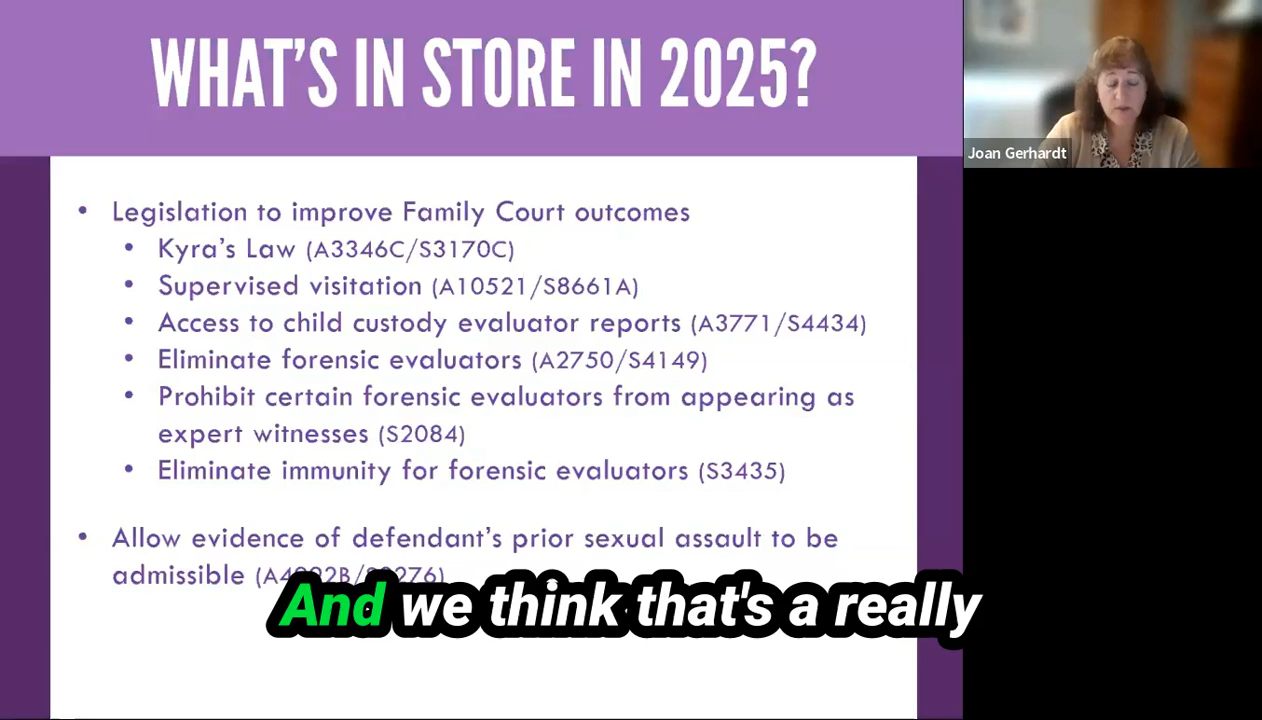 WHAT'S IN STORE IN 2025?
Joan Gerhardt
• Legislation to improve Family Court outcomes
• Kyra's Law (A3346C/S3170C)
• Supervised visitation (A10521/S8661A)
• Access to child custody evaluator reports (A3771/S4434)
• Eliminate forensic evaluators (A2750/S4149)
• Prohibit certain forensic evaluators from appearing as
expert witnesses (S2084)
• Eliminate immunity for forensic evaluators (S3435)
• Allow evidence of defendant's prior sexual assault to be
admissible
And we think that's a really